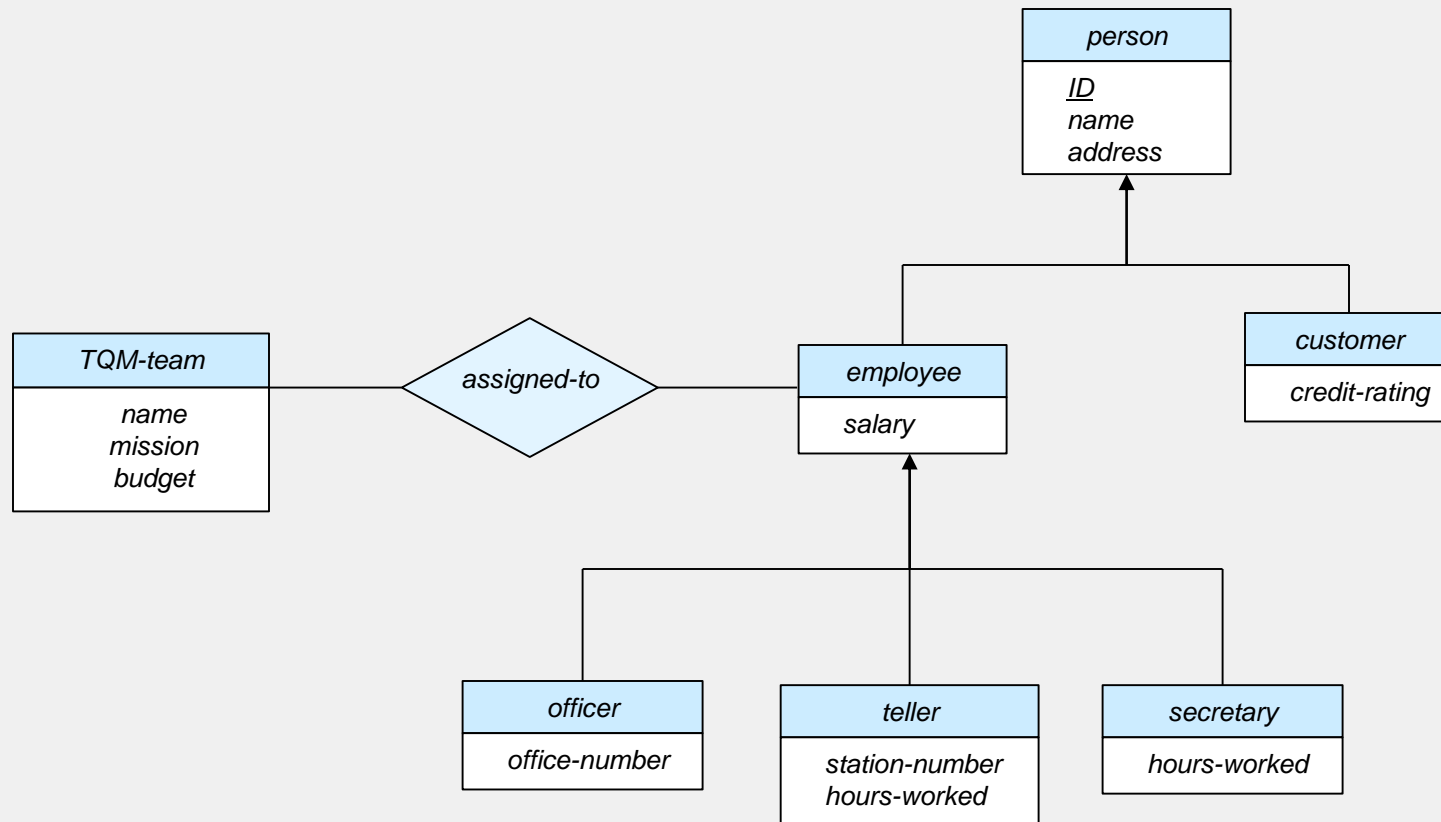 person
ID
name
address
customer
credit-rating
TQM-team
name
mission
budget
assigned-to
employee
salary
officer
office-number
teller
station-number
hours-worked
secretary
hours-worked